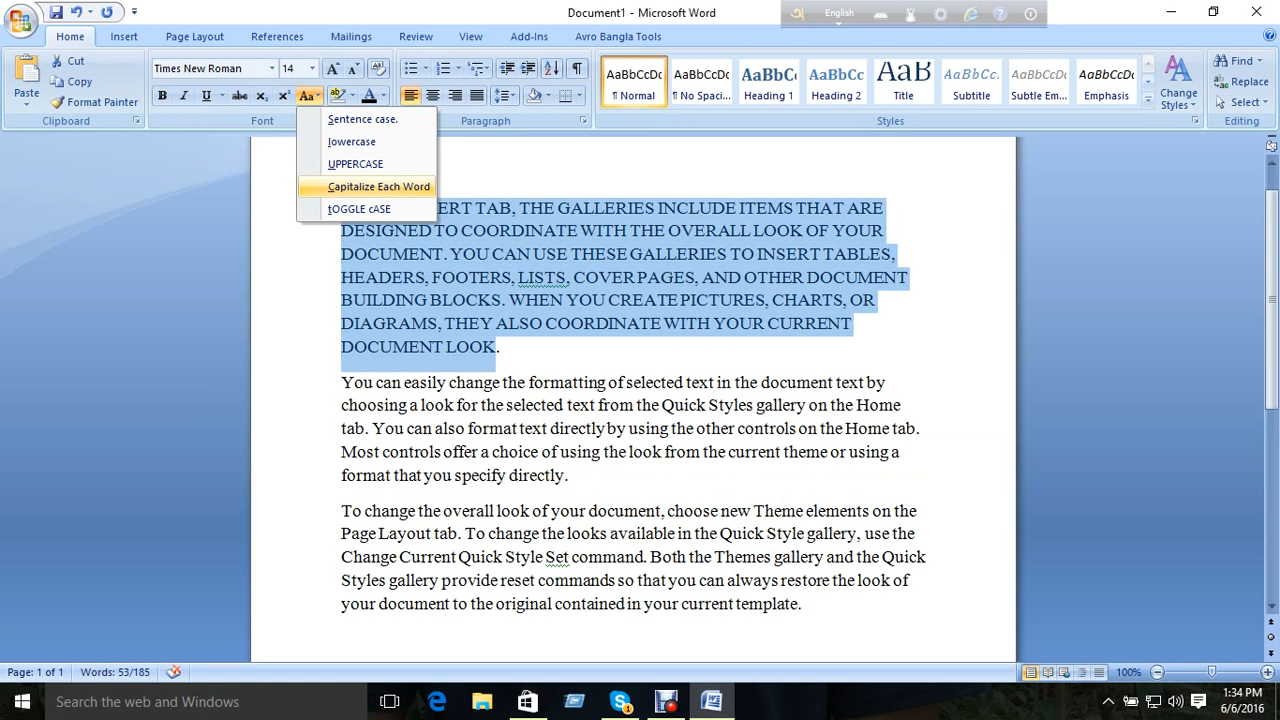 Document1 - Microsoft Word
English
Home Insert Page Layout References Mailings Review View Add-Ins Avro Bangla Tools
Paste
Cut
Copy
Format Painter
Clipboard
Times New Roman 14
B I U abc X₂ X² Aa A
Font
Paragraph
AaBbCcDc AaBbCcDc AaBbC AaBbCc AaB AaBbCc. AaBbCcDc AaBbCcDc
¶ Normal ¶ No Spaci... Heading 1 Heading 2 Title Subtitle Subtle Em... Emphasis
Change
Styles
Styles
Find
Replace
Select
Editing
Sentence case.
lowercase
UPPERCASE
Capitalize Each Word
tOGGLE cASE
ERT TAB, THE GALLERIES INCLUDE ITEMS THAT ARE
DESIGNED TO COORDINATE WITH THE OVERALL LOOK OF YOUR
DOCUMENT. YOU CAN USE THESE GALLERIES TO INSERT TABLES,
HEADERS, FOOTERS, LISTS, COVER PAGES, AND OTHER DOCUMENT
BUILDING BLOCKS. WHEN YOU CREATE PICTURES, CHARTS, OR
DIAGRAMS, THEY ALSO COORDINATE WITH YOUR CURRENT
DOCUMENT LOOK.
You can easily change the formatting of selected text in the document text by
choosing a look for the selected text from the Quick Styles gallery on the Home
tab. You can also format text directly by using the other controls on the Home tab.
Most controls offer a choice of using the look from the current theme or using a
format that you specify directly.
To change the overall look of your document, choose new Theme elements on the
Page Layout tab. To change the looks available in the Quick Style gallery, use the
Change Current Quick Style Set command. Both the Themes gallery and the Quick
Styles gallery provide reset commands so that you can always restore the look of
your document to the original contained in your current template.
Page: 1 of 1 Words: 53/185 100%
Search the web and Windows
1:34 PM
6/6/2016